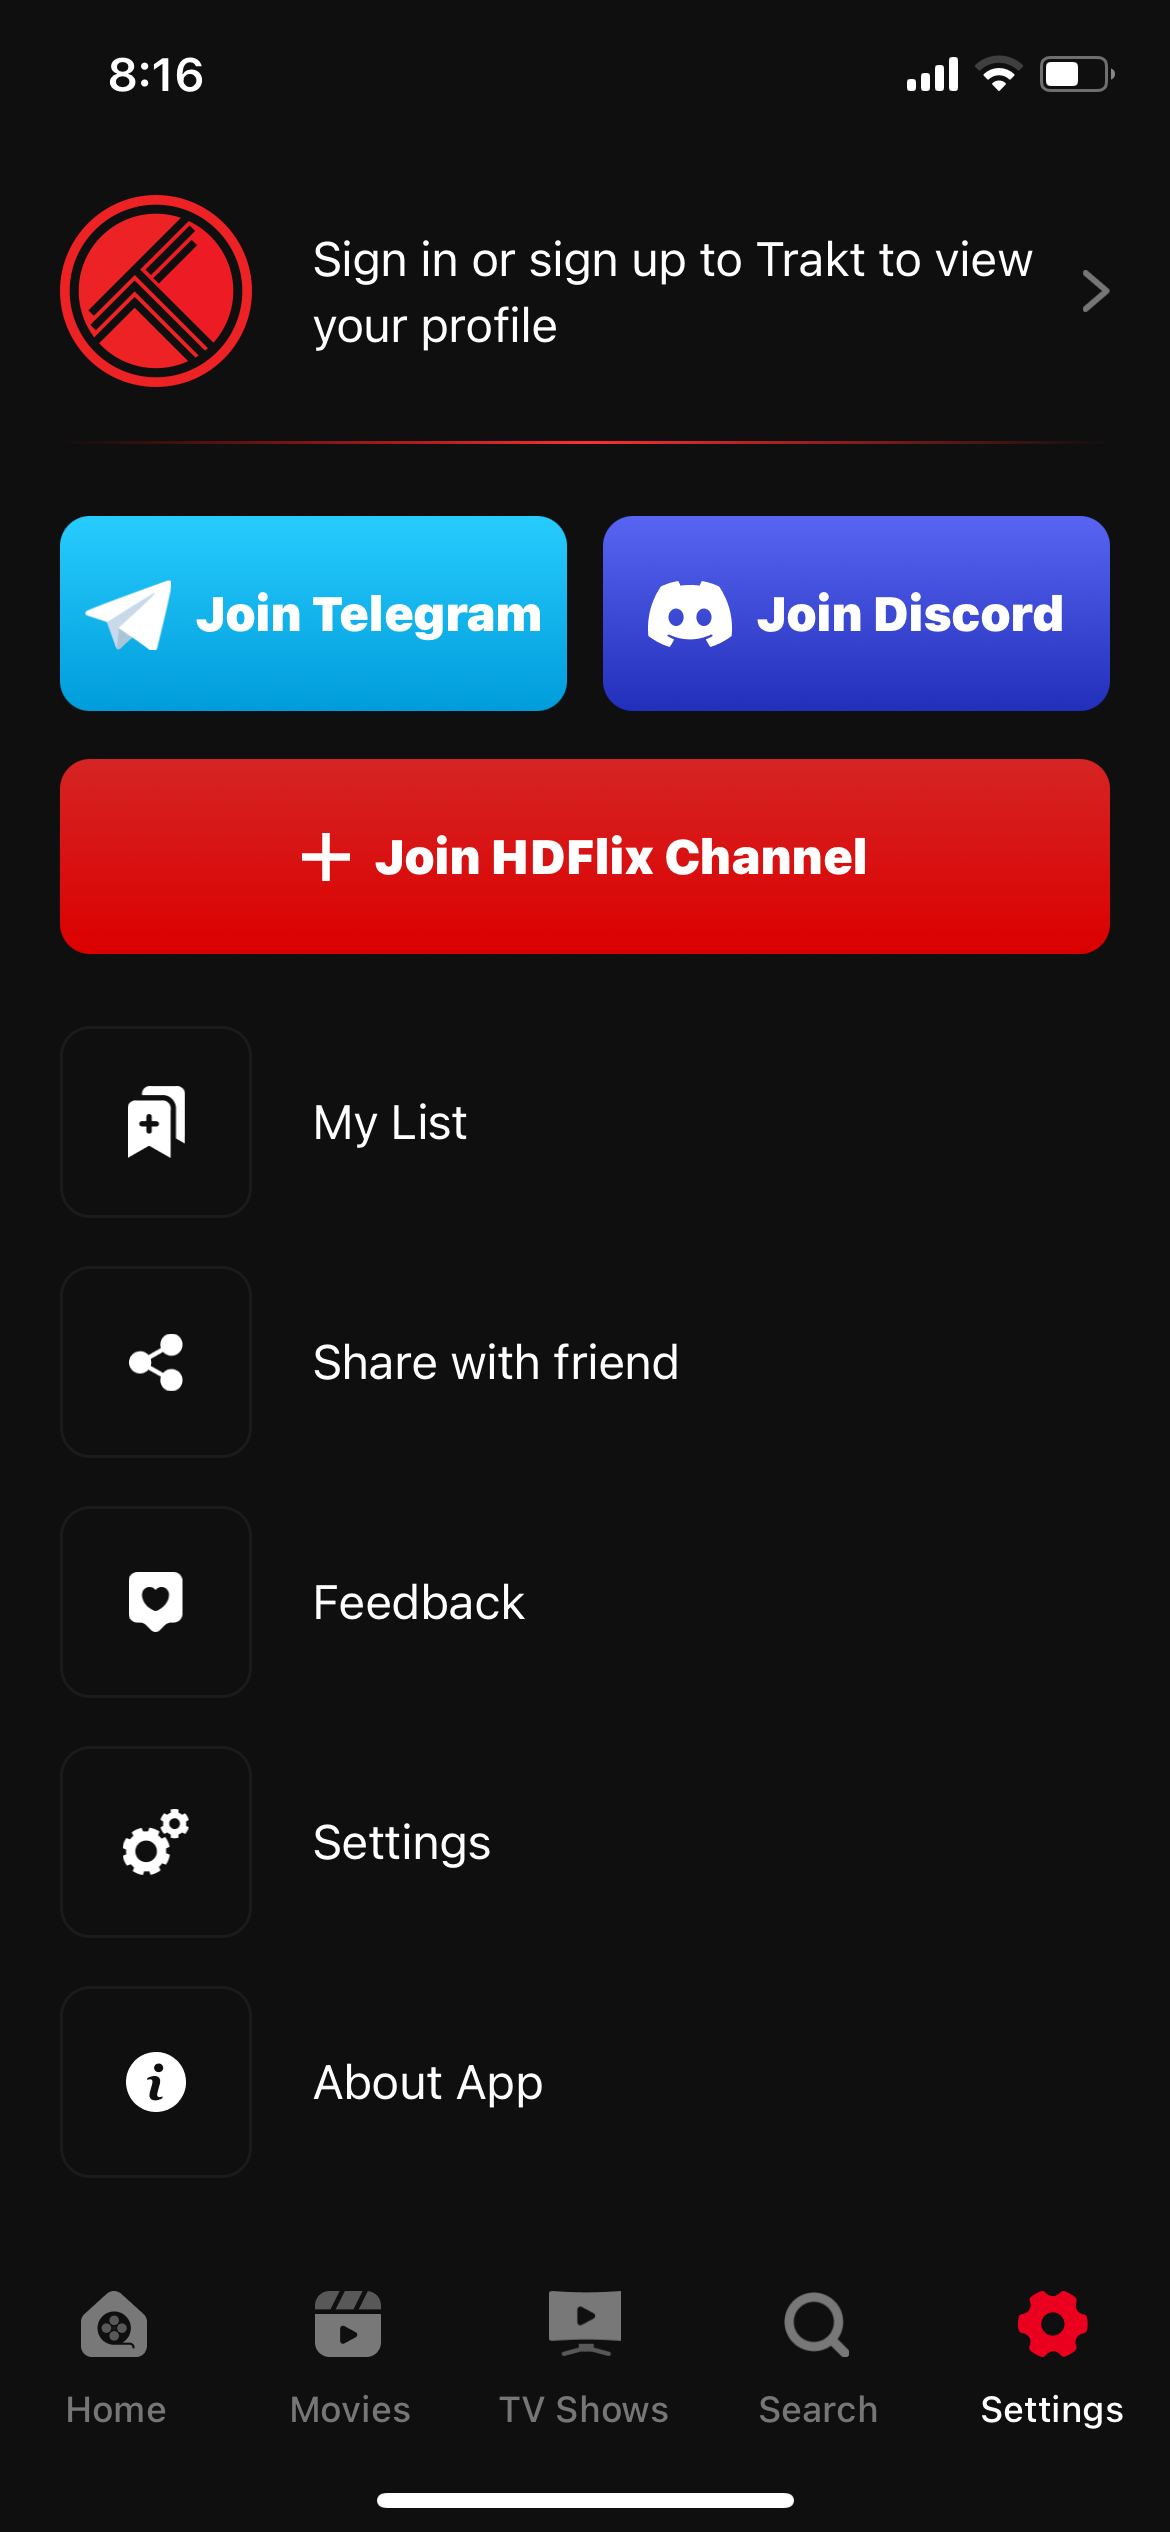 8:16
Sign in or sign up to Trakt to view
your profile
Join Telegram
Join Discord
Join HDFlix Channel
My List
Share with friend
Feedback
Settings
About App
Home
Movies
TV Shows
Search
Settings